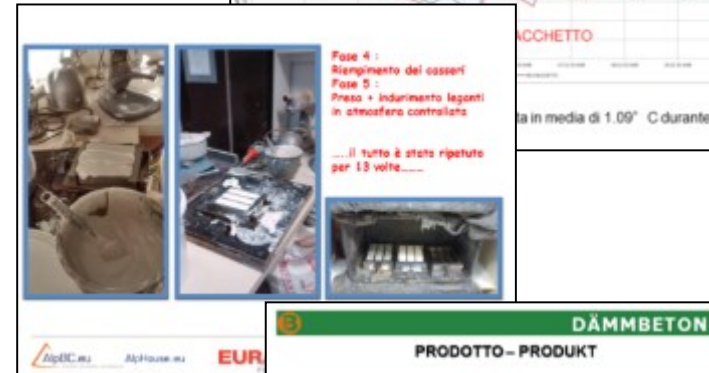 ACCHETTO
ta in media di 1.09° C durante
Fase 4 :
Riempimento dei casseri
Fase 5 :
Presa + indurimento leganti
in atmosfera controllata
.....il tutto è stato ripetuto
per 13 volte........
AlpBC.eu
AlpHouse.eu
EUR
B
DÄMMBETON
PRODOTTO – PRODUKT